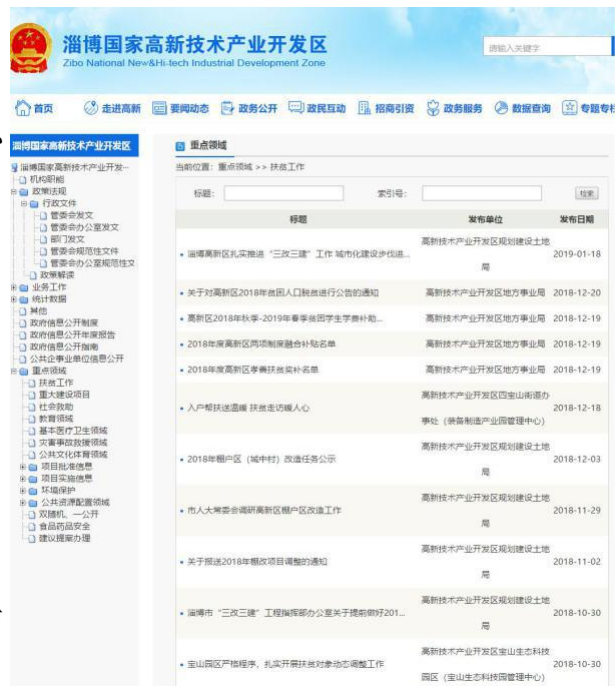 淄博国家高新技术产业开发区
Zibo National New&Hi-tech Industrial Development Zone
请输入关键字
首页 走进高新 要闻动态 政务公开 政民互动 招商引资 政务服务 数据查询 专题专栏
淄博国家高新技术产业开发区
淄博国家高新技术产业开发…
机构职能
政策法规
行政文件
管委会发文
管委会办公室发文
部门发文
管委会规范性文件
管委会办公室规范性文
政策解读
业务工作
统计数据
其他
政府信息公开制度
政府信息公开年度报告
政府信息公开指南
公共企事业单位信息公开
重点领域
扶贫工作
重大建设项目
社会救助
教育领域
基本医疗卫生领域
灾害事故救援领域
公共文化体育领域
项目批准信息
项目实施信息
环境保护
公共资源配置领域
双随机、一公开
食品药品安全
建议提案办理
重点领域
当前位置：重点领域 >> 扶贫工作
标题： 索引号： 检索
标题 发布单位 发布日期
淄博高新区扎实推进“三改三建”工作 城市化建设步伐进... 高新技术产业开发区规划建设土地局 2019-01-18
关于对高新区2018年贫困人口脱贫进行公告的通知 高新技术产业开发区地方事业局 2018-12-20
高新区2018年秋季-2019年春季贫困学生学费补助... 高新技术产业开发区地方事业局 2018-12-19
2018年度高新区两项制度融合补贴名单 高新技术产业开发区地方事业局 2018-12-19
2018年度高新区孝善扶贫奖补名单 高新技术产业开发区地方事业局 2018-12-19
入户帮扶送温暖 扶贫走访暖人心 高新技术产业开发区四宝山街道办事处（装备制造产业园管理中心） 2018-12-18
2018年棚户区（城中村）改造任务公示 高新技术产业开发区规划建设土地局 2018-12-03
市人大常委会调研高新区棚户区改造工作 高新技术产业开发区规划建设土地局 2018-11-29
关于报送2018年棚改项目调整的通知 高新技术产业开发区规划建设土地局 2018-11-02
淄博市“三改三建”工程指挥部办公室关于提前做好201... 高新技术产业开发区规划建设土地局 2018-10-30
宝山园区严格程序，扎实开展扶贫对象动态调整工作 高新技术产业开发区宝山生态科技园区（宝山生态科技园管理中心） 2018-10-30